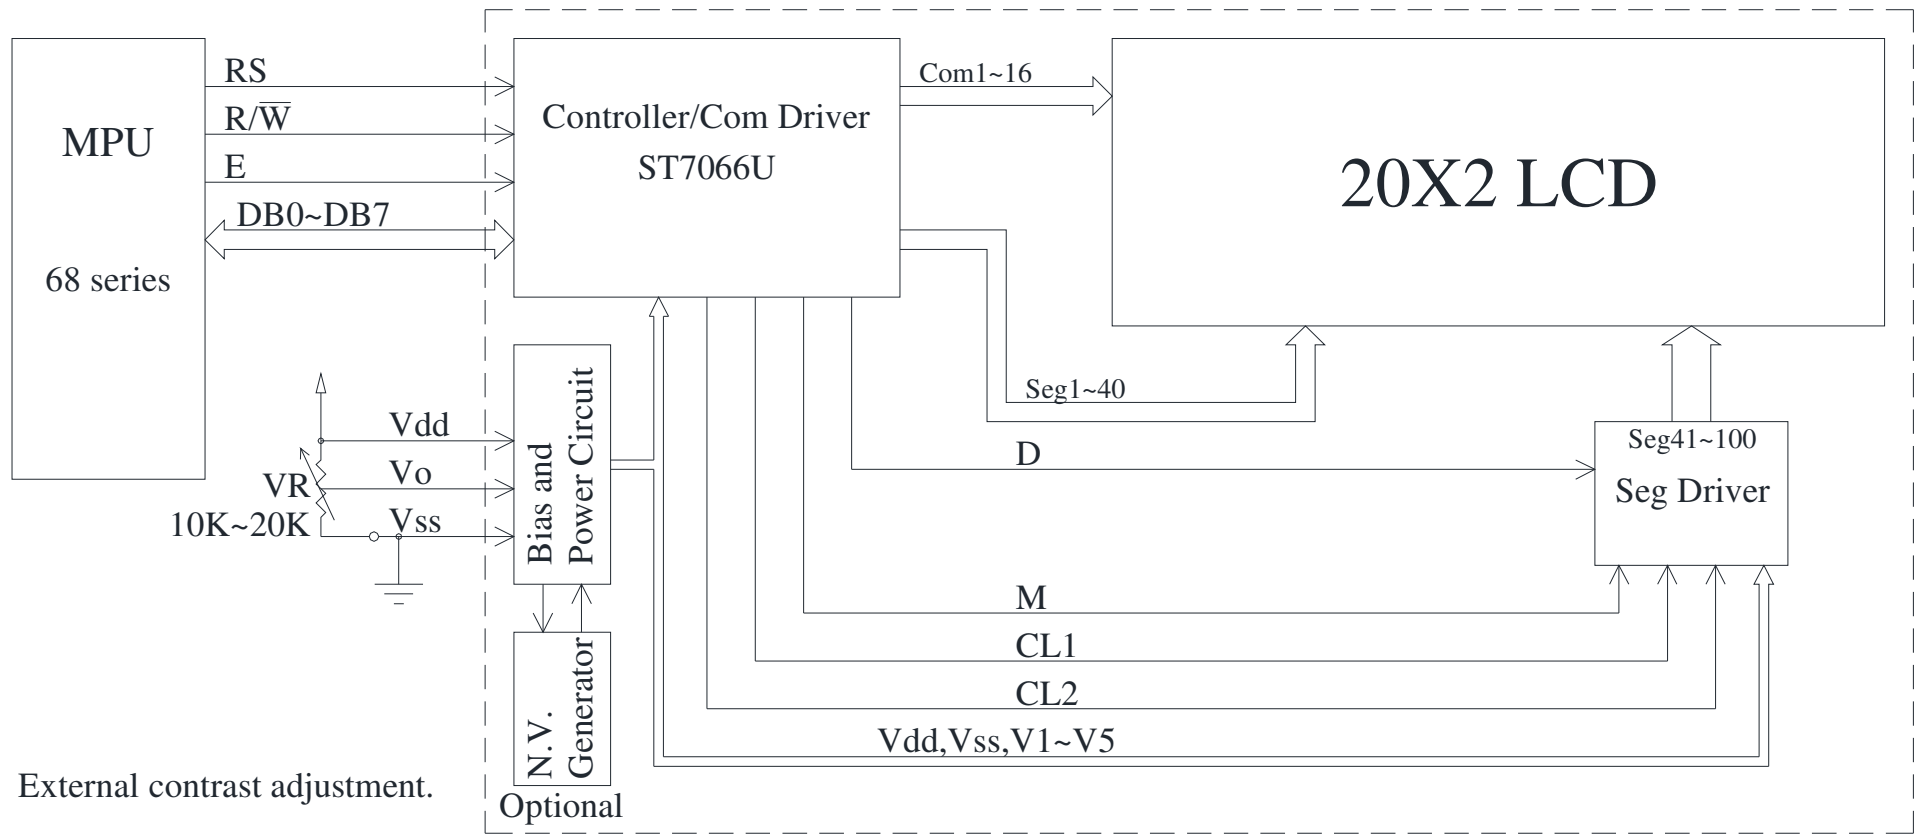 RS
R/W̅
E
DB0~DB7
MPU
68 series
Controller/Com Driver
ST7066U
Com1~16
20X2 LCD
Seg1~40
Seg41~100
Seg Driver
D
M
CL1
CL2
Vdd,Vss,V1~V5
Vdd
Vo
Vss
VR
10K~20K
Bias and
Power Circuit
N.V.
Generator
Optional
External contrast adjustment.